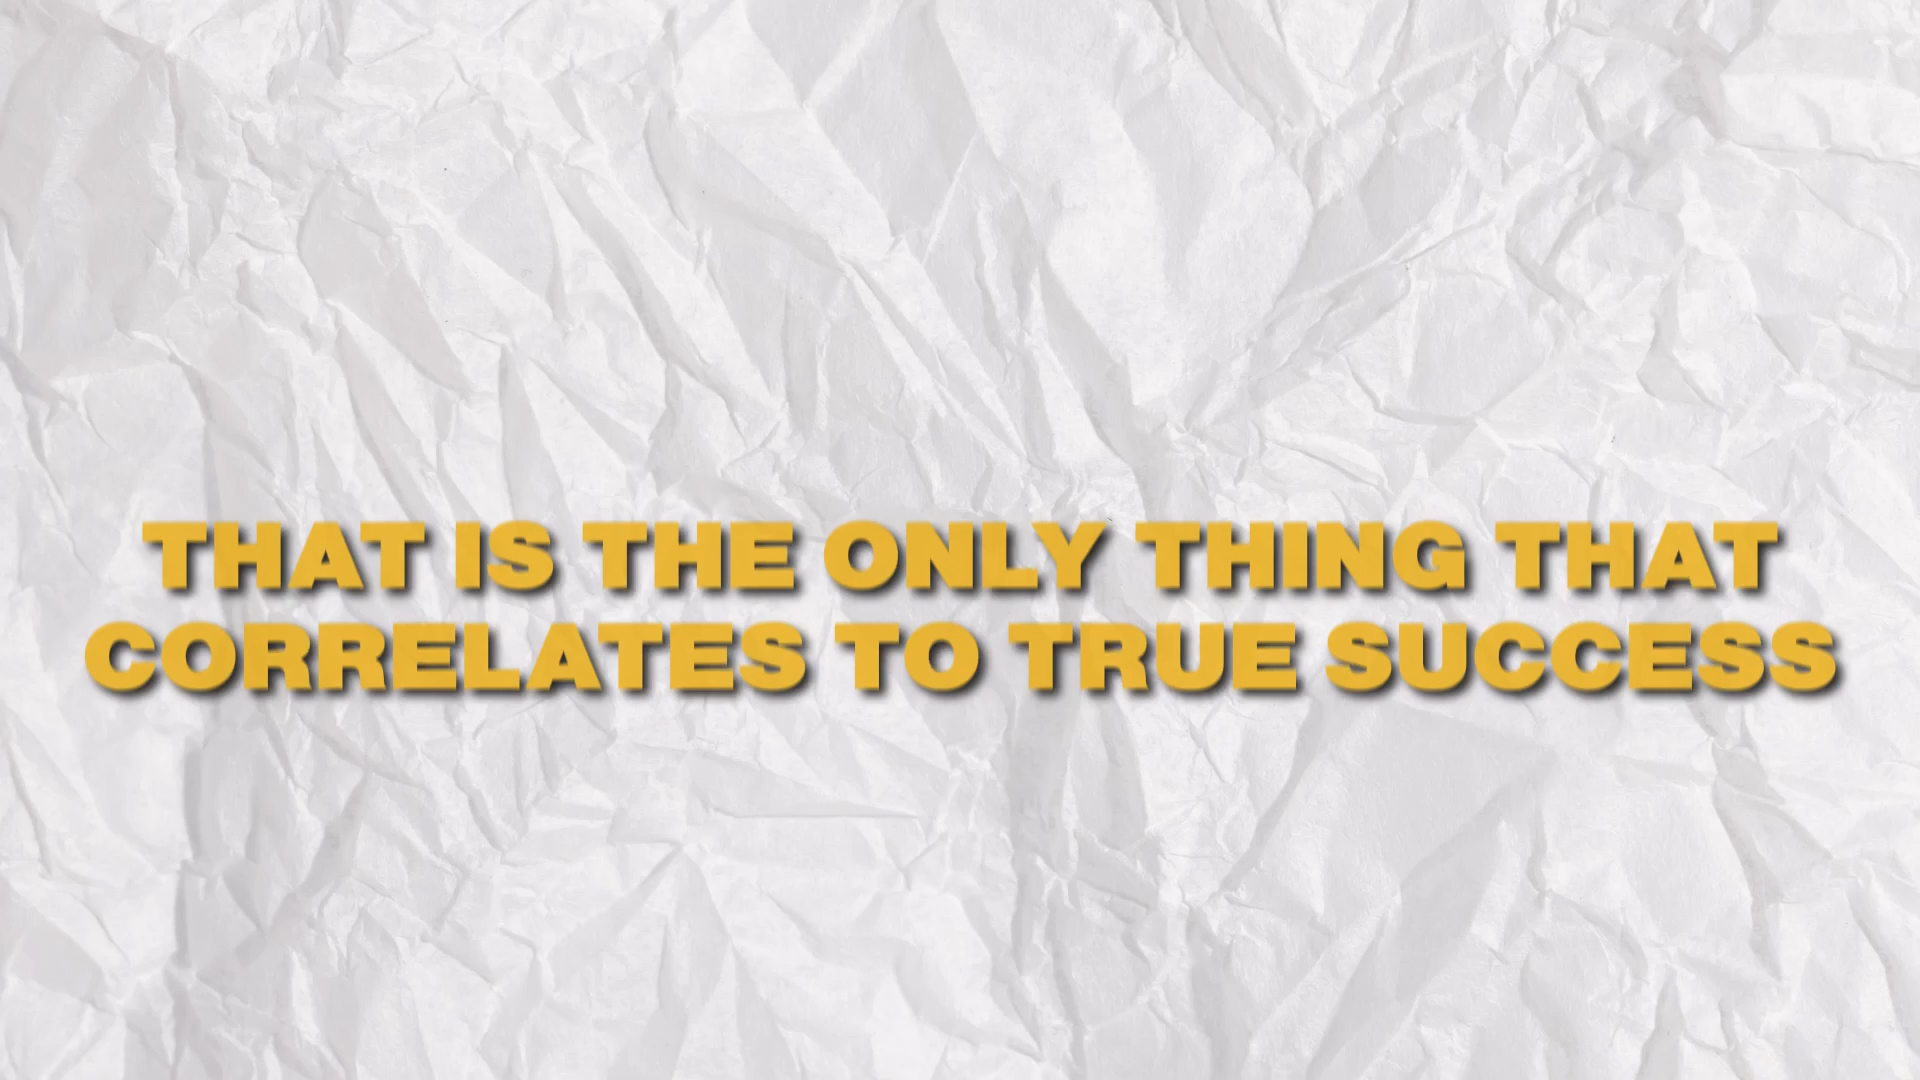 THAT IS THE ONLY THING THAT
CORRELATES TO TRUE SUCCESS